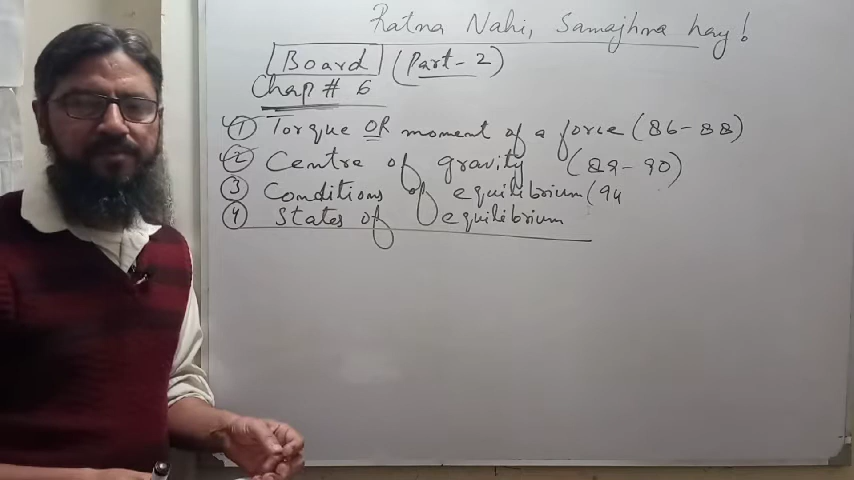 Ratna Nahi, Samajhna hay!
Board (Part-2)
Chap # 6
1 Torque OR moment of a force (86-88)
2 Centre of gravity (89-90)
3 Conditions of equilibrium (94
4 States of equilibrium